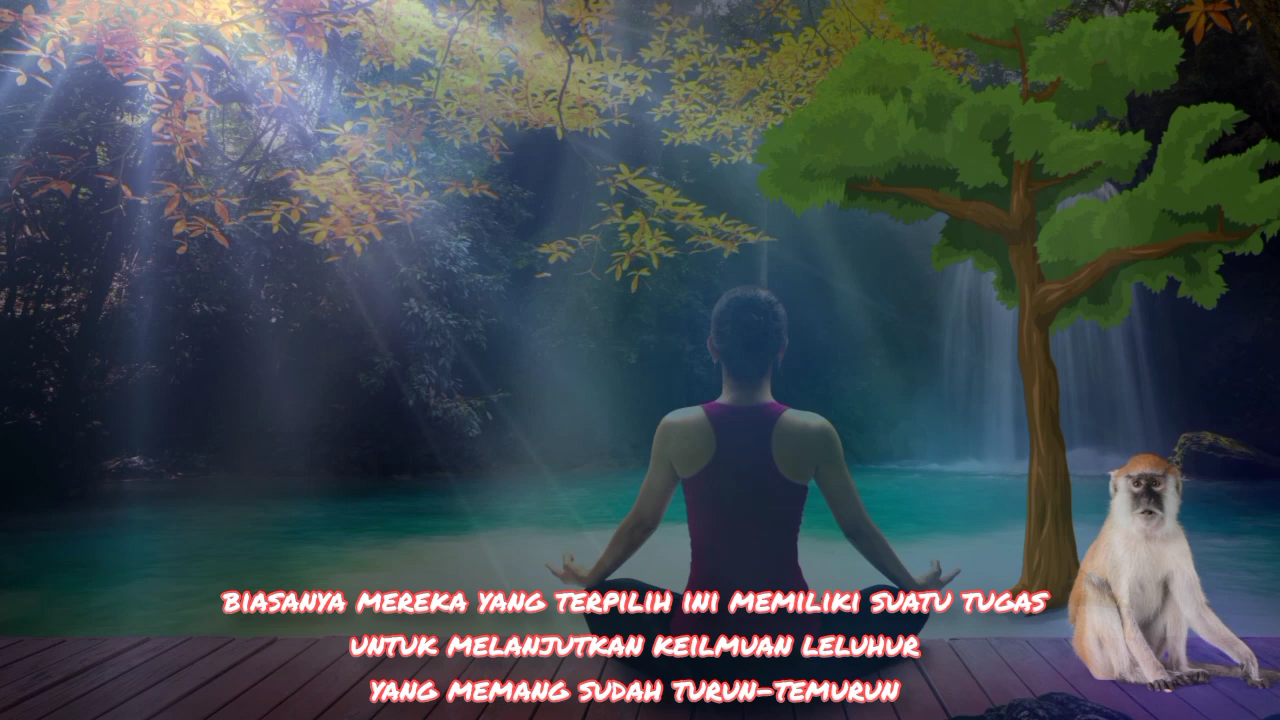 BIASANYA MEREKA YANG TERPILIH INI MEMILIKI SUATU TUGAS
UNTUK MELANJUTKAN KEILMUAN LELUHUR
YANG MEMANG SUDAH TURUN-TEMURUN